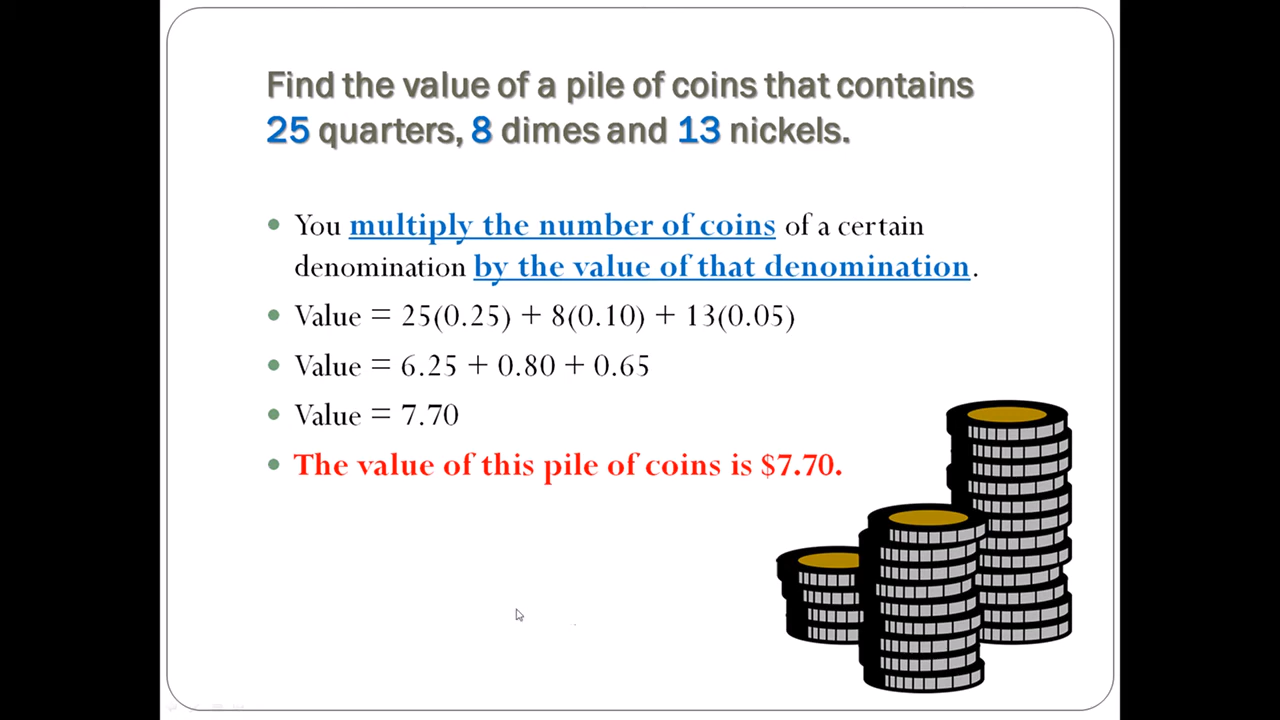 Find the value of a pile of coins that contains
25 quarters, 8 dimes and 13 nickels.
You multiply the number of coins of a certain
denomination by the value of that denomination.
Value = 25(0.25) + 8(0.10) + 13(0.05)
Value = 6.25 + 0.80 + 0.65
Value = 7.70
The value of this pile of coins is $7.70.